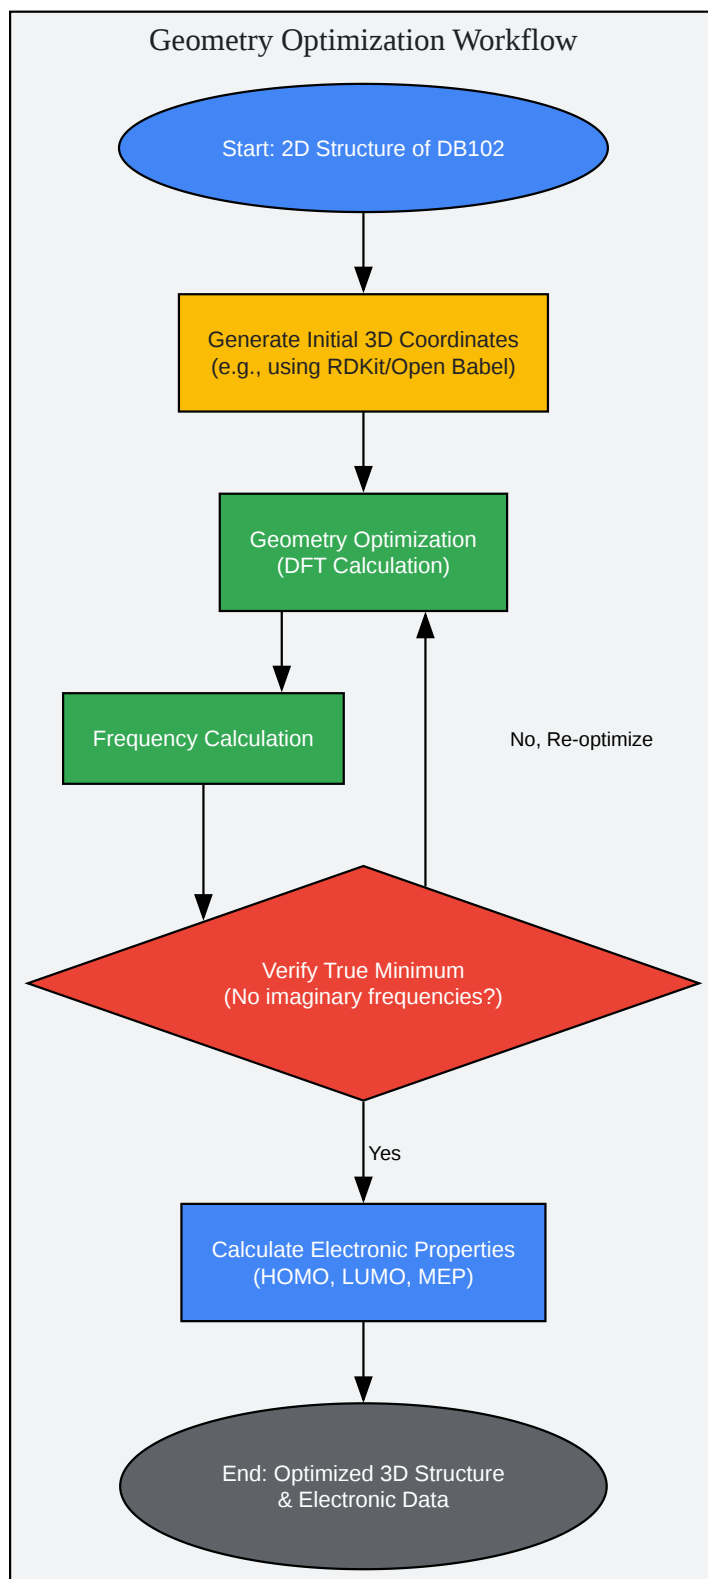 Geometry Optimization Workflow
Start: 2D Structure of DB102
Generate Initial 3D Coordinates
(e.g., using RDKit/Open Babel)
Geometry Optimization
(DFT Calculation)
Frequency Calculation
No, Re-optimize
Verify True Minimum
(No imaginary frequencies?)
Yes
Calculate Electronic Properties
(HOMO, LUMO, MEP)
End: Optimized 3D Structure
& Electronic Data